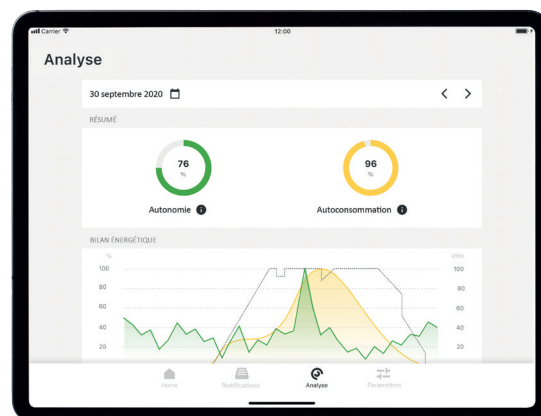 Carrier 12:00
Analyse
30 septembre 2020
RÉSUMÉ
76
%
96
%
Autonomie
Autoconsommation
BILAN ÉNERGÉTIQUE
% kWh
100 100
80 80
60 60
40 40
20 20
Home Notifications Analyse Paramètres